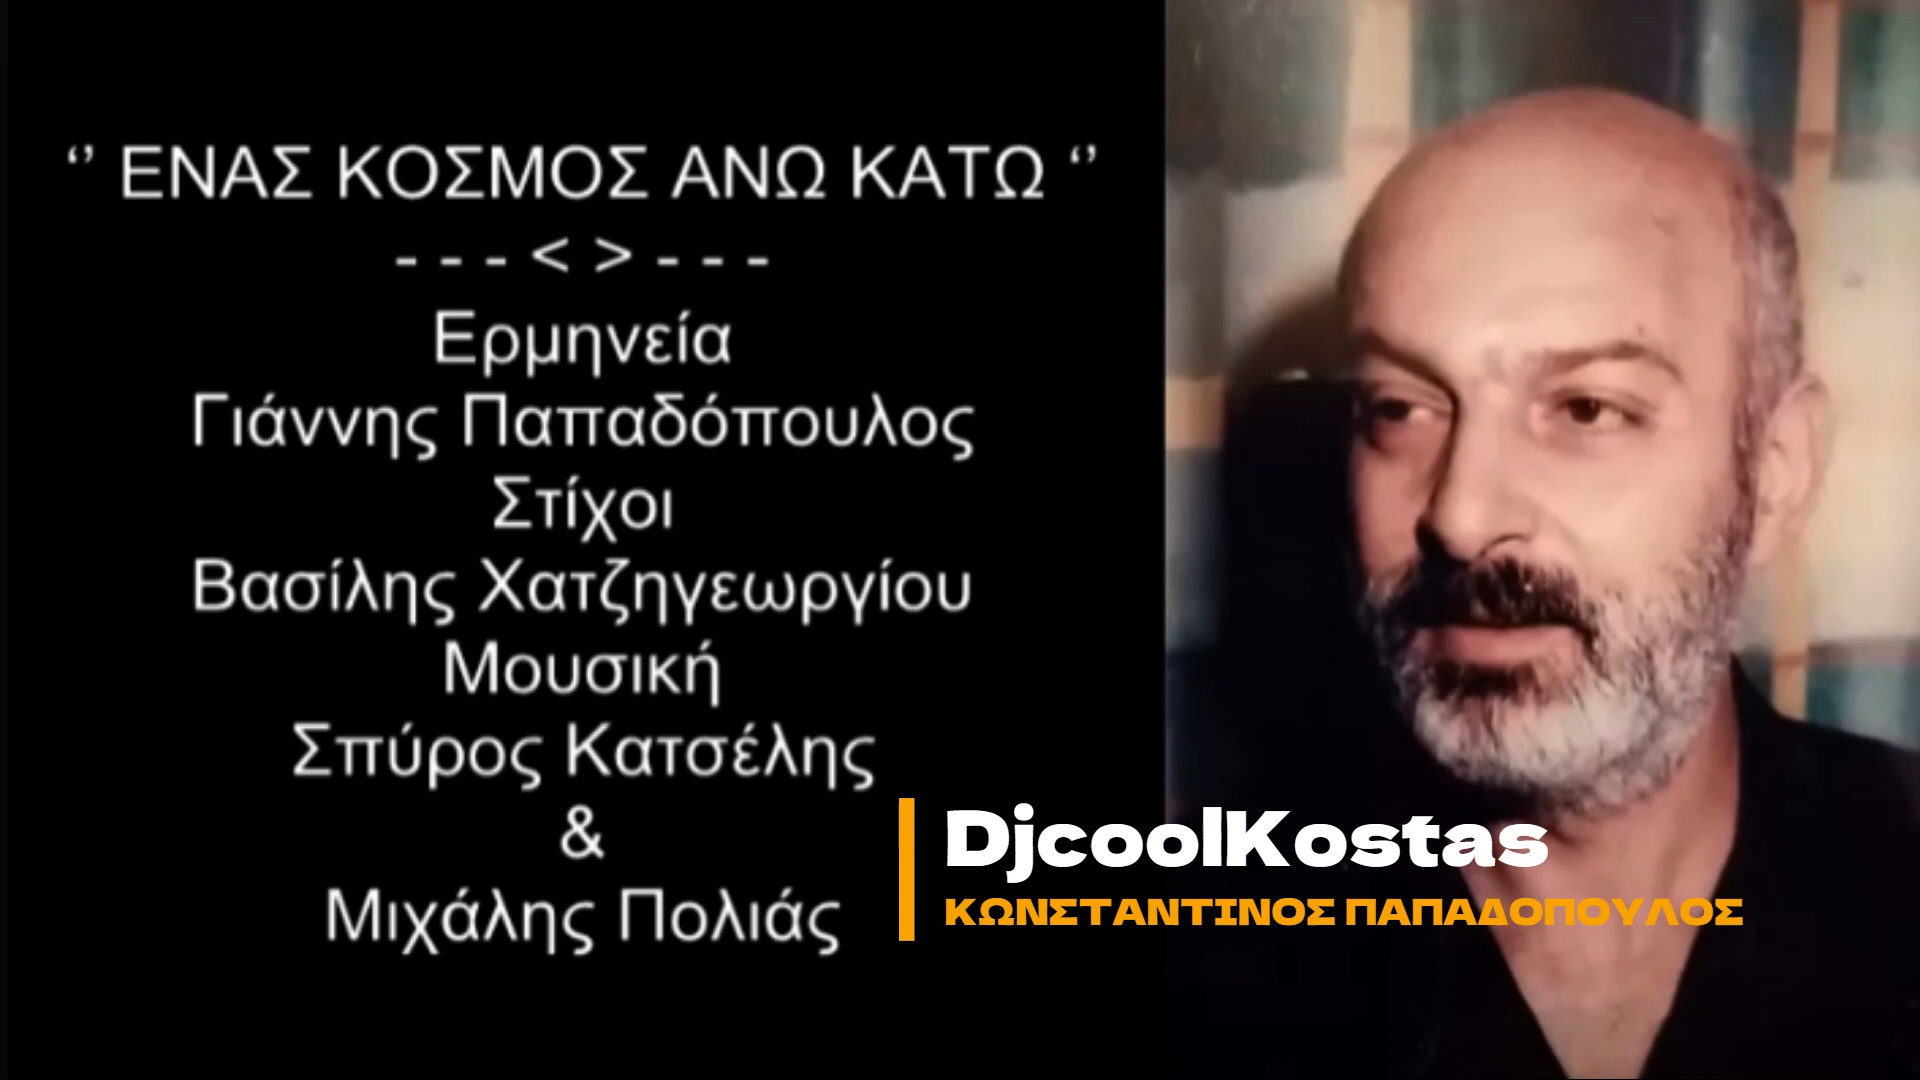 ‘’ ΕΝΑΣ ΚΟΣΜΟΣ ΑΝΩ ΚΑΤΩ ‘’
- - - < > - - -
Ερμηνεία
Γιάννης Παπαδόπουλος
Στίχοι
Βασίλης Χατζηγεωργίου
Μουσική
Σπύρος Κατσέλης
&
Μιχάλης Πολιάς
DjcoolKostas
ΚΩΝΣΤΑΝΤΙΝΟΣ ΠΑΠΑΔΟΠΟΥΛΟΣ